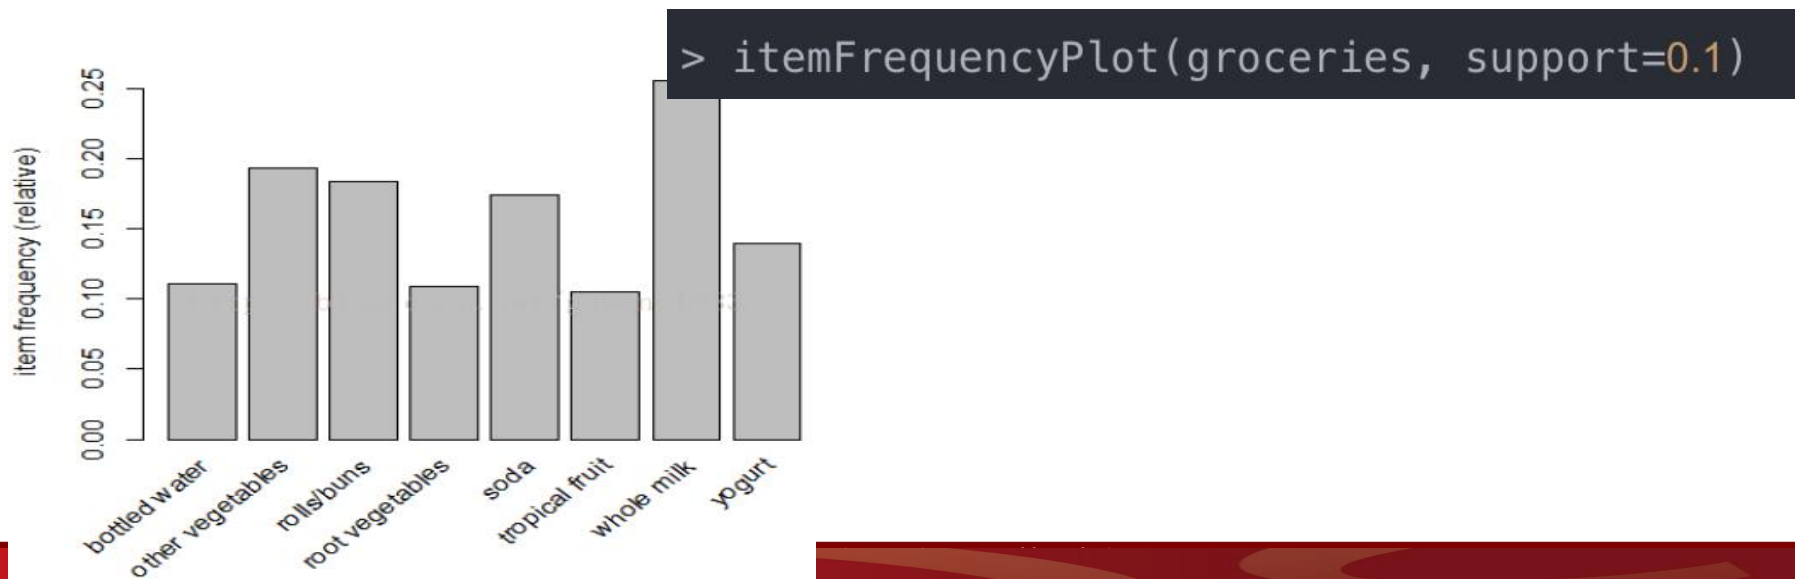 > itemFrequencyPlot(groceries, support=0.1)
item frequency (relative)
0.25
0.20
0.15
0.10
0.05
0.00
bottled water
other vegetables
rolls/buns
root vegetables
soda
tropical fruit
whole milk
yogurt